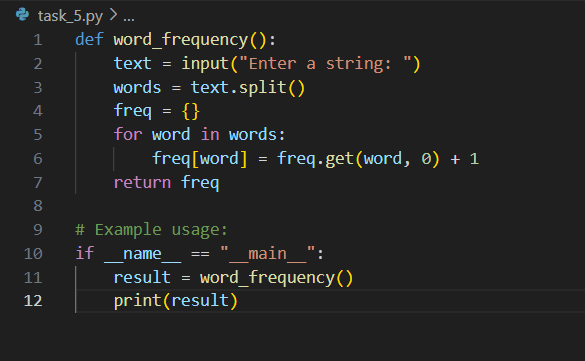 task_5.py > ...
1 def word_frequency():
2     text = input("Enter a string: ")
3     words = text.split()
4     freq = {}
5     for word in words:
6         freq[word] = freq.get(word, 0) + 1
7     return freq
8
9 # Example usage:
10 if __name__ == "__main__":
11     result = word_frequency()
12     print(result)